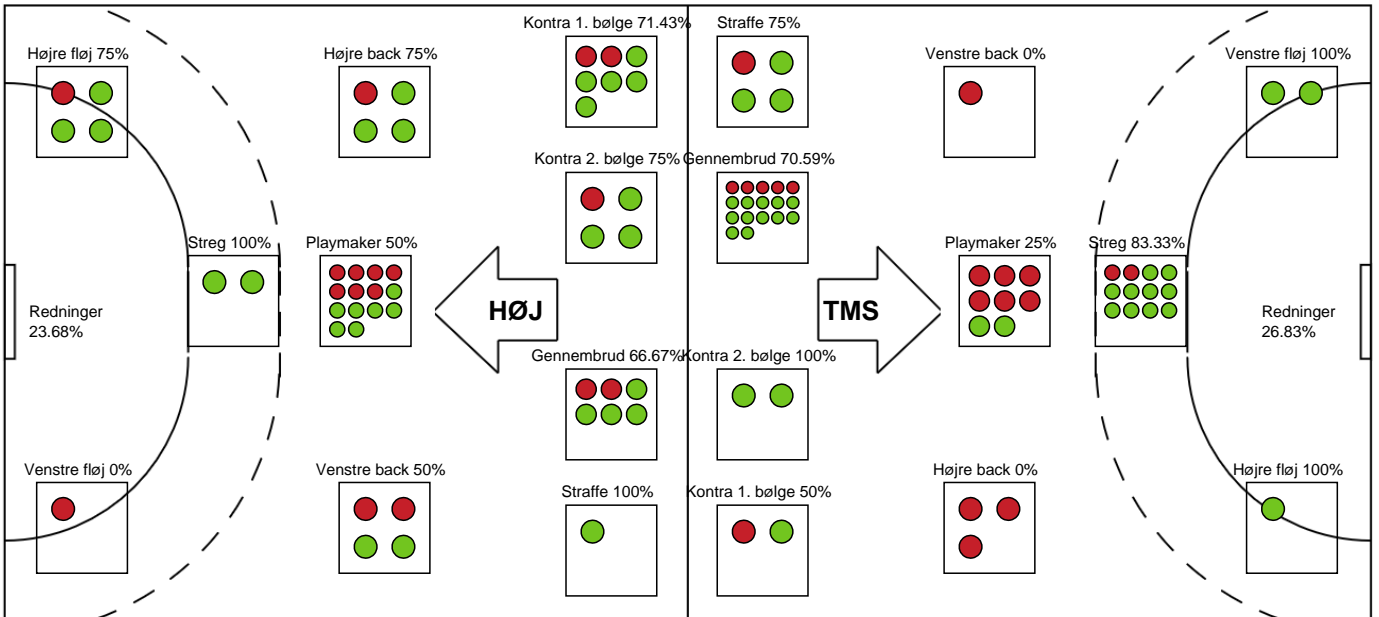 Kontra 1. bølge 71.43%
Straffe 75%
Højre fløj 75%
Højre back 75%
Venstre back 0%
Venstre fløj 100%
Kontra 2. bølge 75%
Gennembrud 70.59%
Streg 100%
Playmaker 50%
Playmaker 25%
Streg 83.33%
Redninger
23.68%
HØJ
TMS
Redninger
26.83%
Gennembrud 66.67%
Kontra 2. bølge 100%
Venstre fløj 0%
Venstre back 50%
Højre back 0%
Højre fløj 100%
Straffe 100%
Kontra 1. bølge 50%